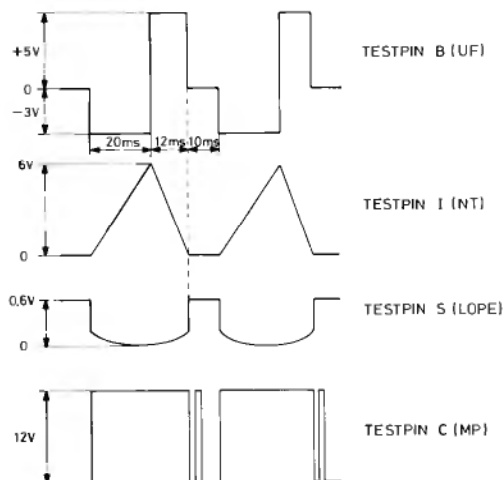 +5V
TESTPIN B (UF)
0
−3V
20ms 12ms 10ms
6V
TESTPIN I (NT)
0
0,6V
TESTPIN S (LOPE)
0
12V
TESTPIN C (MP)